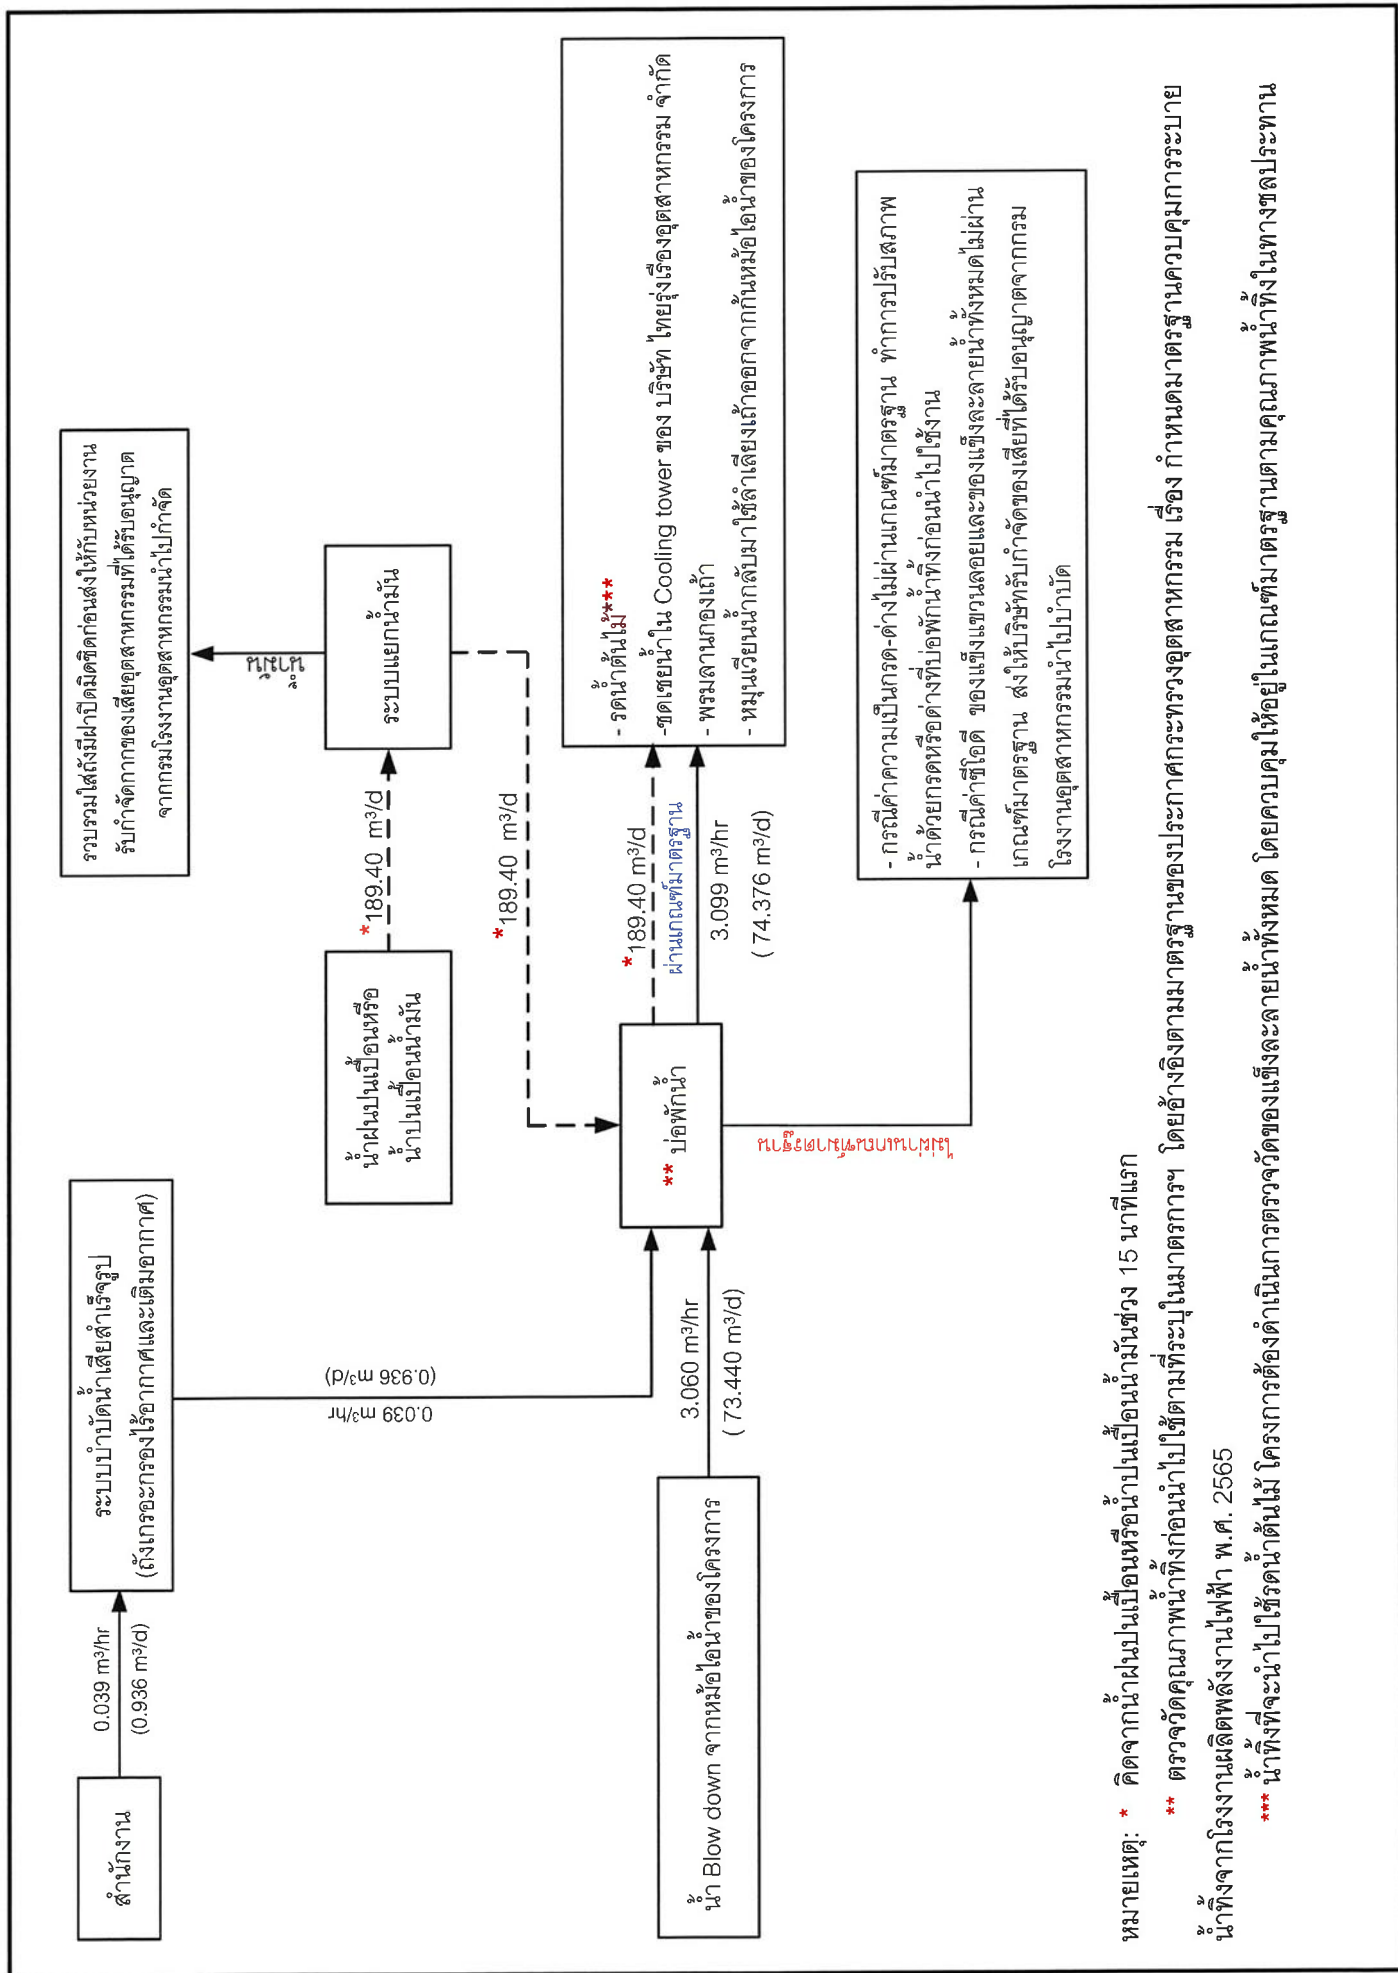 สำนักงาน
0.039 m³/hr
(0.936 m³/d)
ระบบบำบัดน้ำเสียสำเร็จรูป
(ถังเกรอะกรองไร้อากาศและเติมอากาศ)
0.039 m³/hr
(0.936 m³/d)
รวบรวมใส่ถังมีฝาปิดมิดชิดก่อนส่งให้กับหน่วยงาน
รับกำจัดกากของเสียอุตสาหกรรมที่ได้รับอนุญาต
จากกรมโรงงานอุตสาหกรรมนำไปกำจัด
น้ำมัน
น้ำฝนปนเปื้อนหรือ
น้ำปนเปื้อนน้ำมัน
*189.40 m³/d
ระบบแยกน้ำมัน
*189.40 m³/d
น้ำ Blow down จากหม้อไอน้ำของโครงการ
3.060 m³/hr
( 73.440 m³/d)
** บ่อพักน้ำ
*189.40 m³/d
ผ่านเกณฑ์มาตรฐาน
3.099 m³/hr
( 74.376 m³/d)
- รดน้ำต้นไม้***
-ชดเชยน้ำใน Cooling tower ของ บริษัท ไทยรุ่งเรืองอุตสาหกรรม จำกัด
- พรมลานกองเถ้า
- หมุนเวียนน้ำกลับมาใช้ลำเลียงเถ้าออกจากก้นหม้อไอน้ำของโครงการ
ไม่ผ่านเกณฑ์มาตรฐาน
- กรณีค่าความเป็นกรด-ด่างไม่ผ่านเกณฑ์มาตรฐาน ทำการปรับสภาพ
น้ำด้วยกรดหรือด่างที่บ่อพักน้ำทิ้งก่อนนำไปใช้งาน
- กรณีค่าซีโอดี ของแข็งแขวนลอยและของแข็งละลายน้ำทั้งหมดไม่ผ่าน
เกณฑ์มาตรฐาน ส่งให้บริษัทรับกำจัดของเสียที่ได้รับอนุญาตจากกรม
โรงงานอุตสาหกรรมนำไปบำบัด
หมายเหตุ: * คิดจากน้ำฝนปนเปื้อนหรือน้ำปนเปื้อนน้ำมันช่วง 15 นาทีแรก
** ตรวจวัดคุณภาพน้ำทิ้งก่อนนำไปใช้ตามที่ระบุในมาตรการฯ โดยอ้างอิงตามมาตรฐานของประกาศกระทรวงอุตสาหกรรม เรื่อง กำหนดมาตรฐานควบคุมการระบาย
น้ำทิ้งจากโรงงานผลิตพลังงานไฟฟ้า พ.ศ. 2565
*** น้ำทิ้งที่จะนำไปใช้รดน้ำต้นไม้ โครงการต้องดำเนินการตรวจวัดของแข็งละลายน้ำทั้งหมด โดยควบคุมให้อยู่ในเกณฑ์มาตรฐานตามคุณภาพน้ำทิ้งในทางชลประทาน